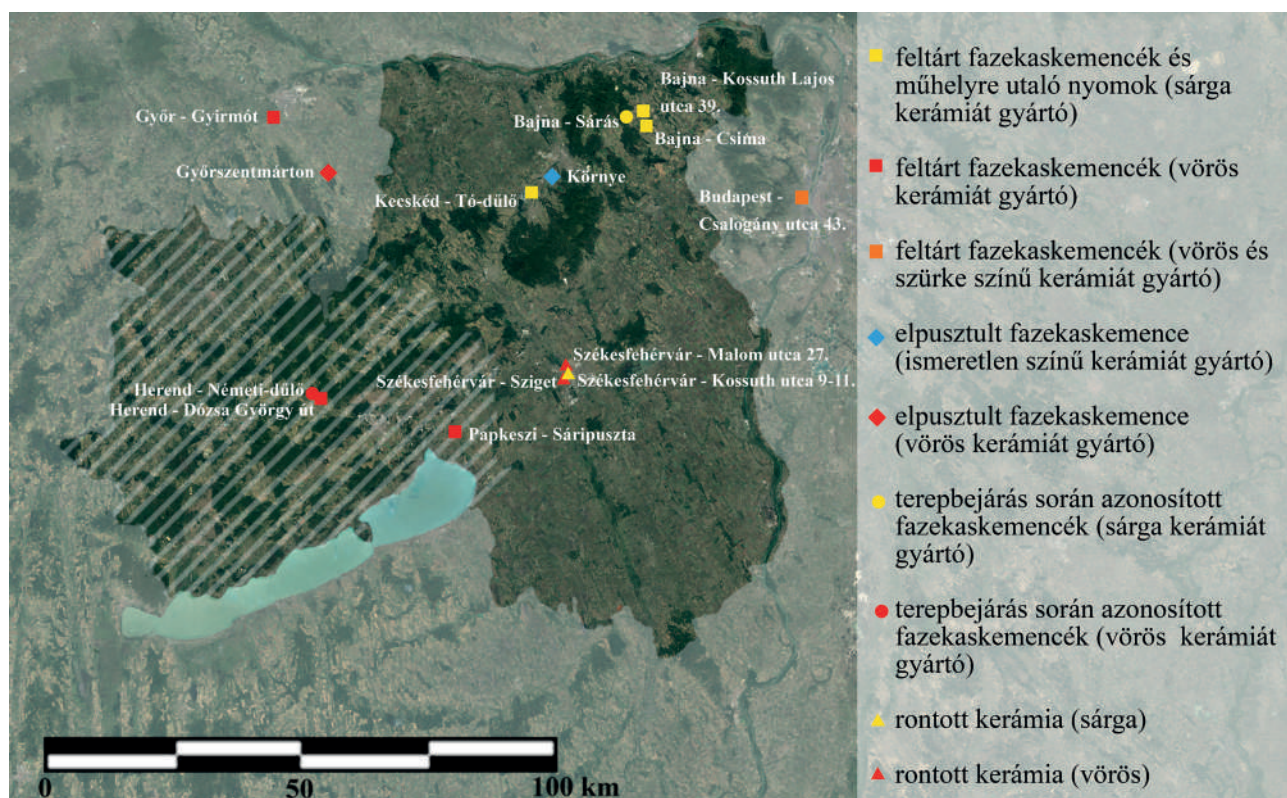 Győr - Gyirmót
Győrszentmárton
Bajna - Kossuth Lajos
utca 39.
Bajna - Sárás
Bajna - Csima
Környe
Kecskéd - Tó-dűlő
Budapest -
Csalogány utca 43.
Székesfehérvár - Malom utca 27.
Székesfehérvár - Sziget
Székesfehérvár - Kossuth utca 9-11.
Herend - Németi-dűlő
Herend - Dózsa György út
Papkeszi - Sáripuszta
0
50
100 km
feltárt fazekaskemencék és
műhelyre utaló nyomok (sárga
kerámiát gyártó)
feltárt fazekaskemencék (vörös
kerámiát gyártó)
feltárt fazekaskemencék (vörös és
szürke színű kerámiát gyártó)
elpusztult fazekaskemence
(ismeretlen színű kerámiát gyártó)
elpusztult fazekaskemence
(vörös kerámiát gyártó)
terepbejárás során azonosított
fazekaskemencék (sárga kerámiát
gyártó)
terepbejárás során azonosított
fazekaskemencék (vörös kerámiát
gyártó)
rontott kerámia (sárga)
rontott kerámia (vörös)